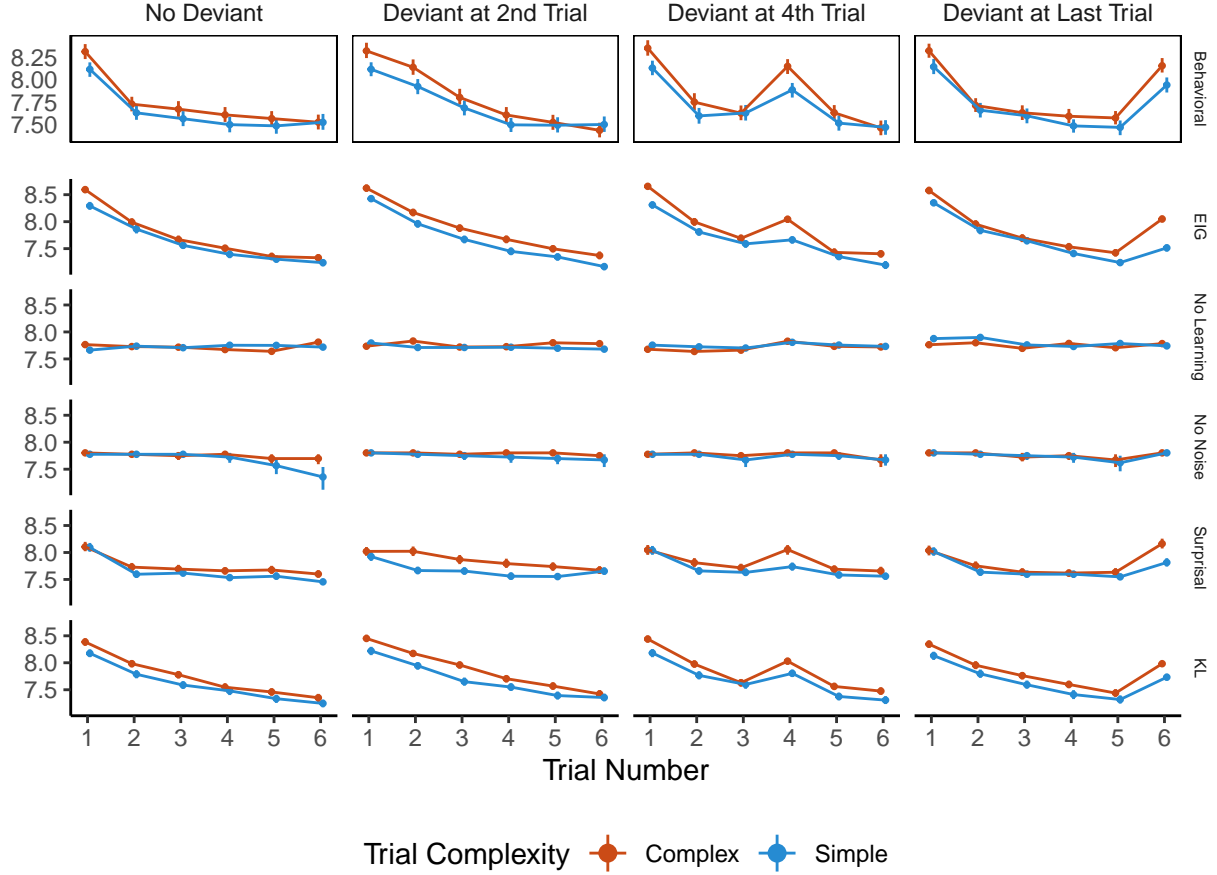 No Deviant Deviant at 2nd Trial Deviant at 4th Trial Deviant at Last Trial
8.25
8.00
7.75
7.50
Behavioral
8.5
8.0
7.5
EIG
8.5
8.0
7.5
No Learning
8.5
8.0
7.5
No Noise
8.5
8.0
7.5
Surprisal
8.5
8.0
7.5
KL
1 2 3 4 5 6 1 2 3 4 5 6 1 2 3 4 5 6 1 2 3 4 5 6
Trial Number
Trial Complexity Complex Simple